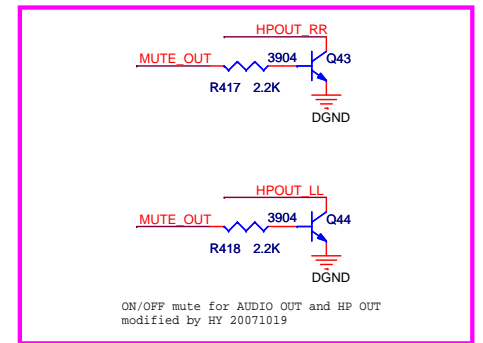 HPOUT_RR
MUTE_OUT 3904 Q43
R417 2.2K
DGND
HPOUT_LL
MUTE_OUT 3904 Q44
R418 2.2K
DGND
ON/OFF mute for AUDIO OUT and HP OUT
modified by HY 20071019